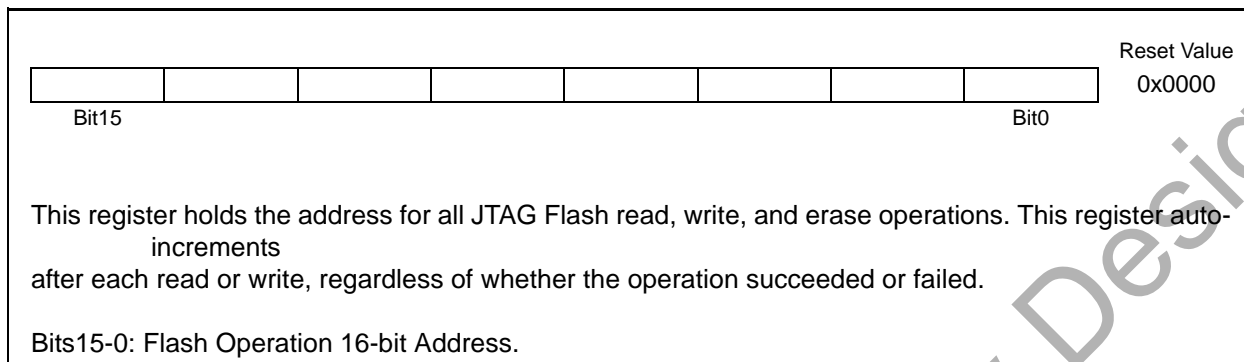 Reset Value
0x0000
Bit15 Bit0
This register holds the address for all JTAG Flash read, write, and erase operations. This register auto-
increments
after each read or write, regardless of whether the operation succeeded or failed.
Bits15-0: Flash Operation 16-bit Address.